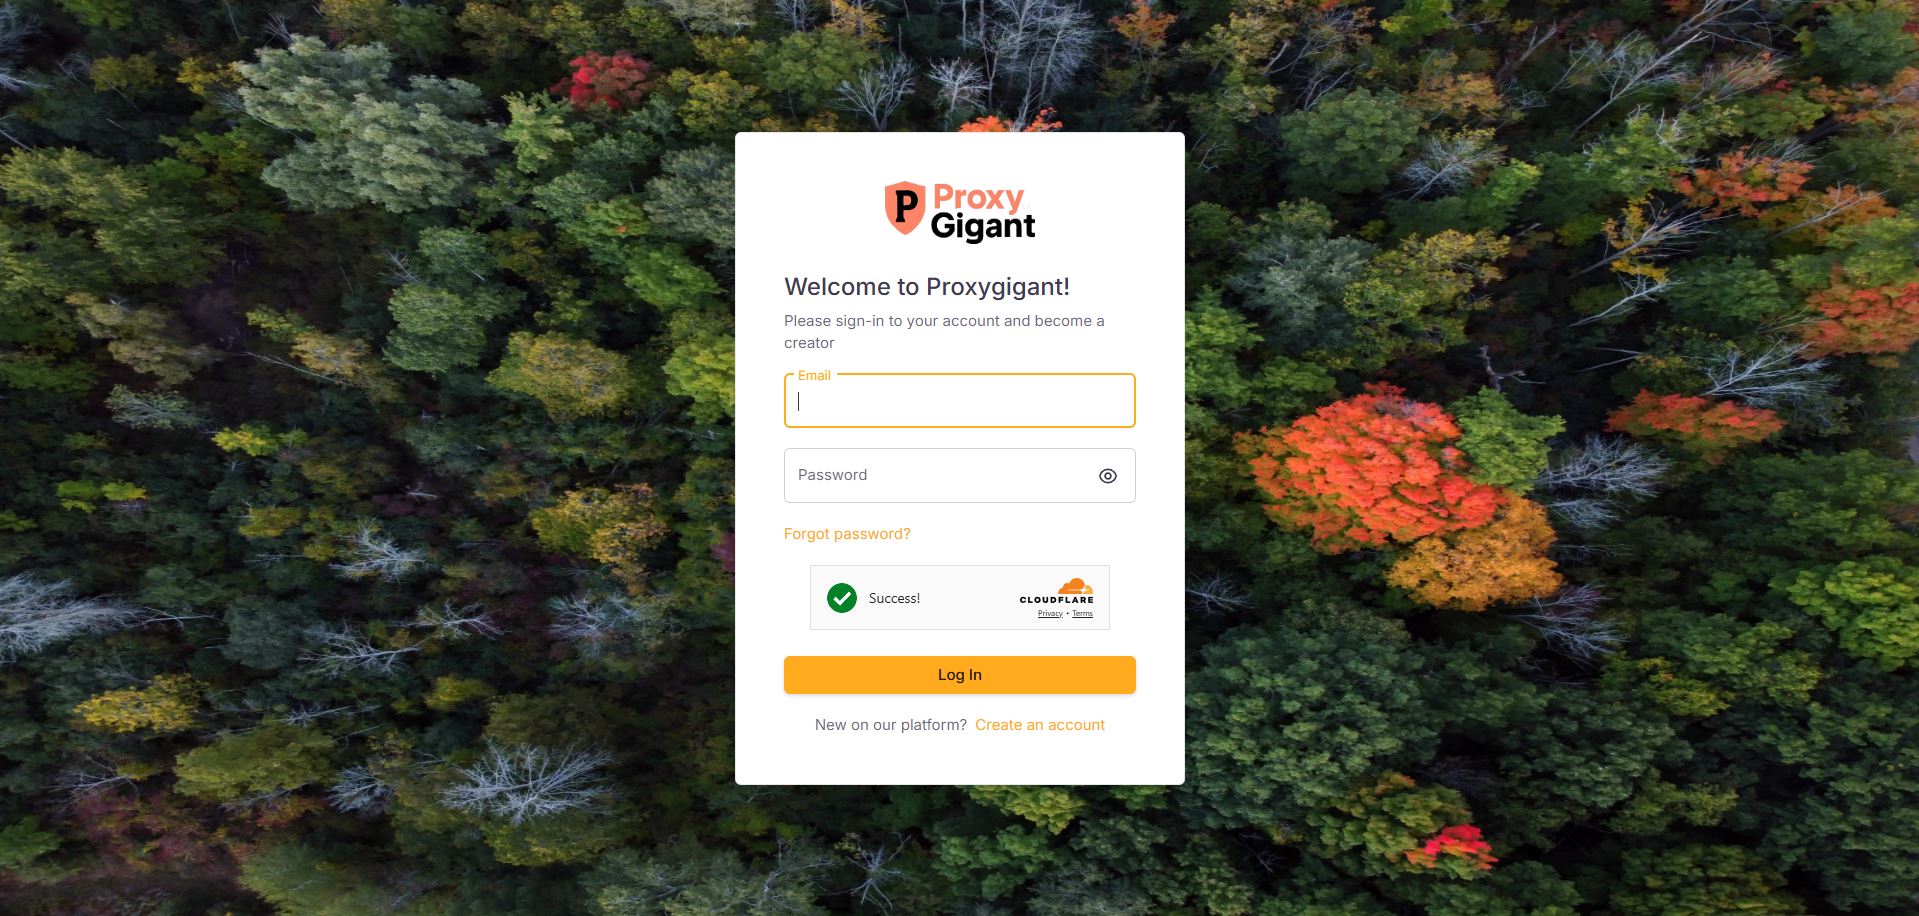 P Proxy
Gigant
Welcome to Proxygigant!
Please sign-in to your account and become a
creator
Email
Password
Forgot password?
Success!
CLOUDFLARE
Privacy • Terms
Log In
New on our platform? Create an account